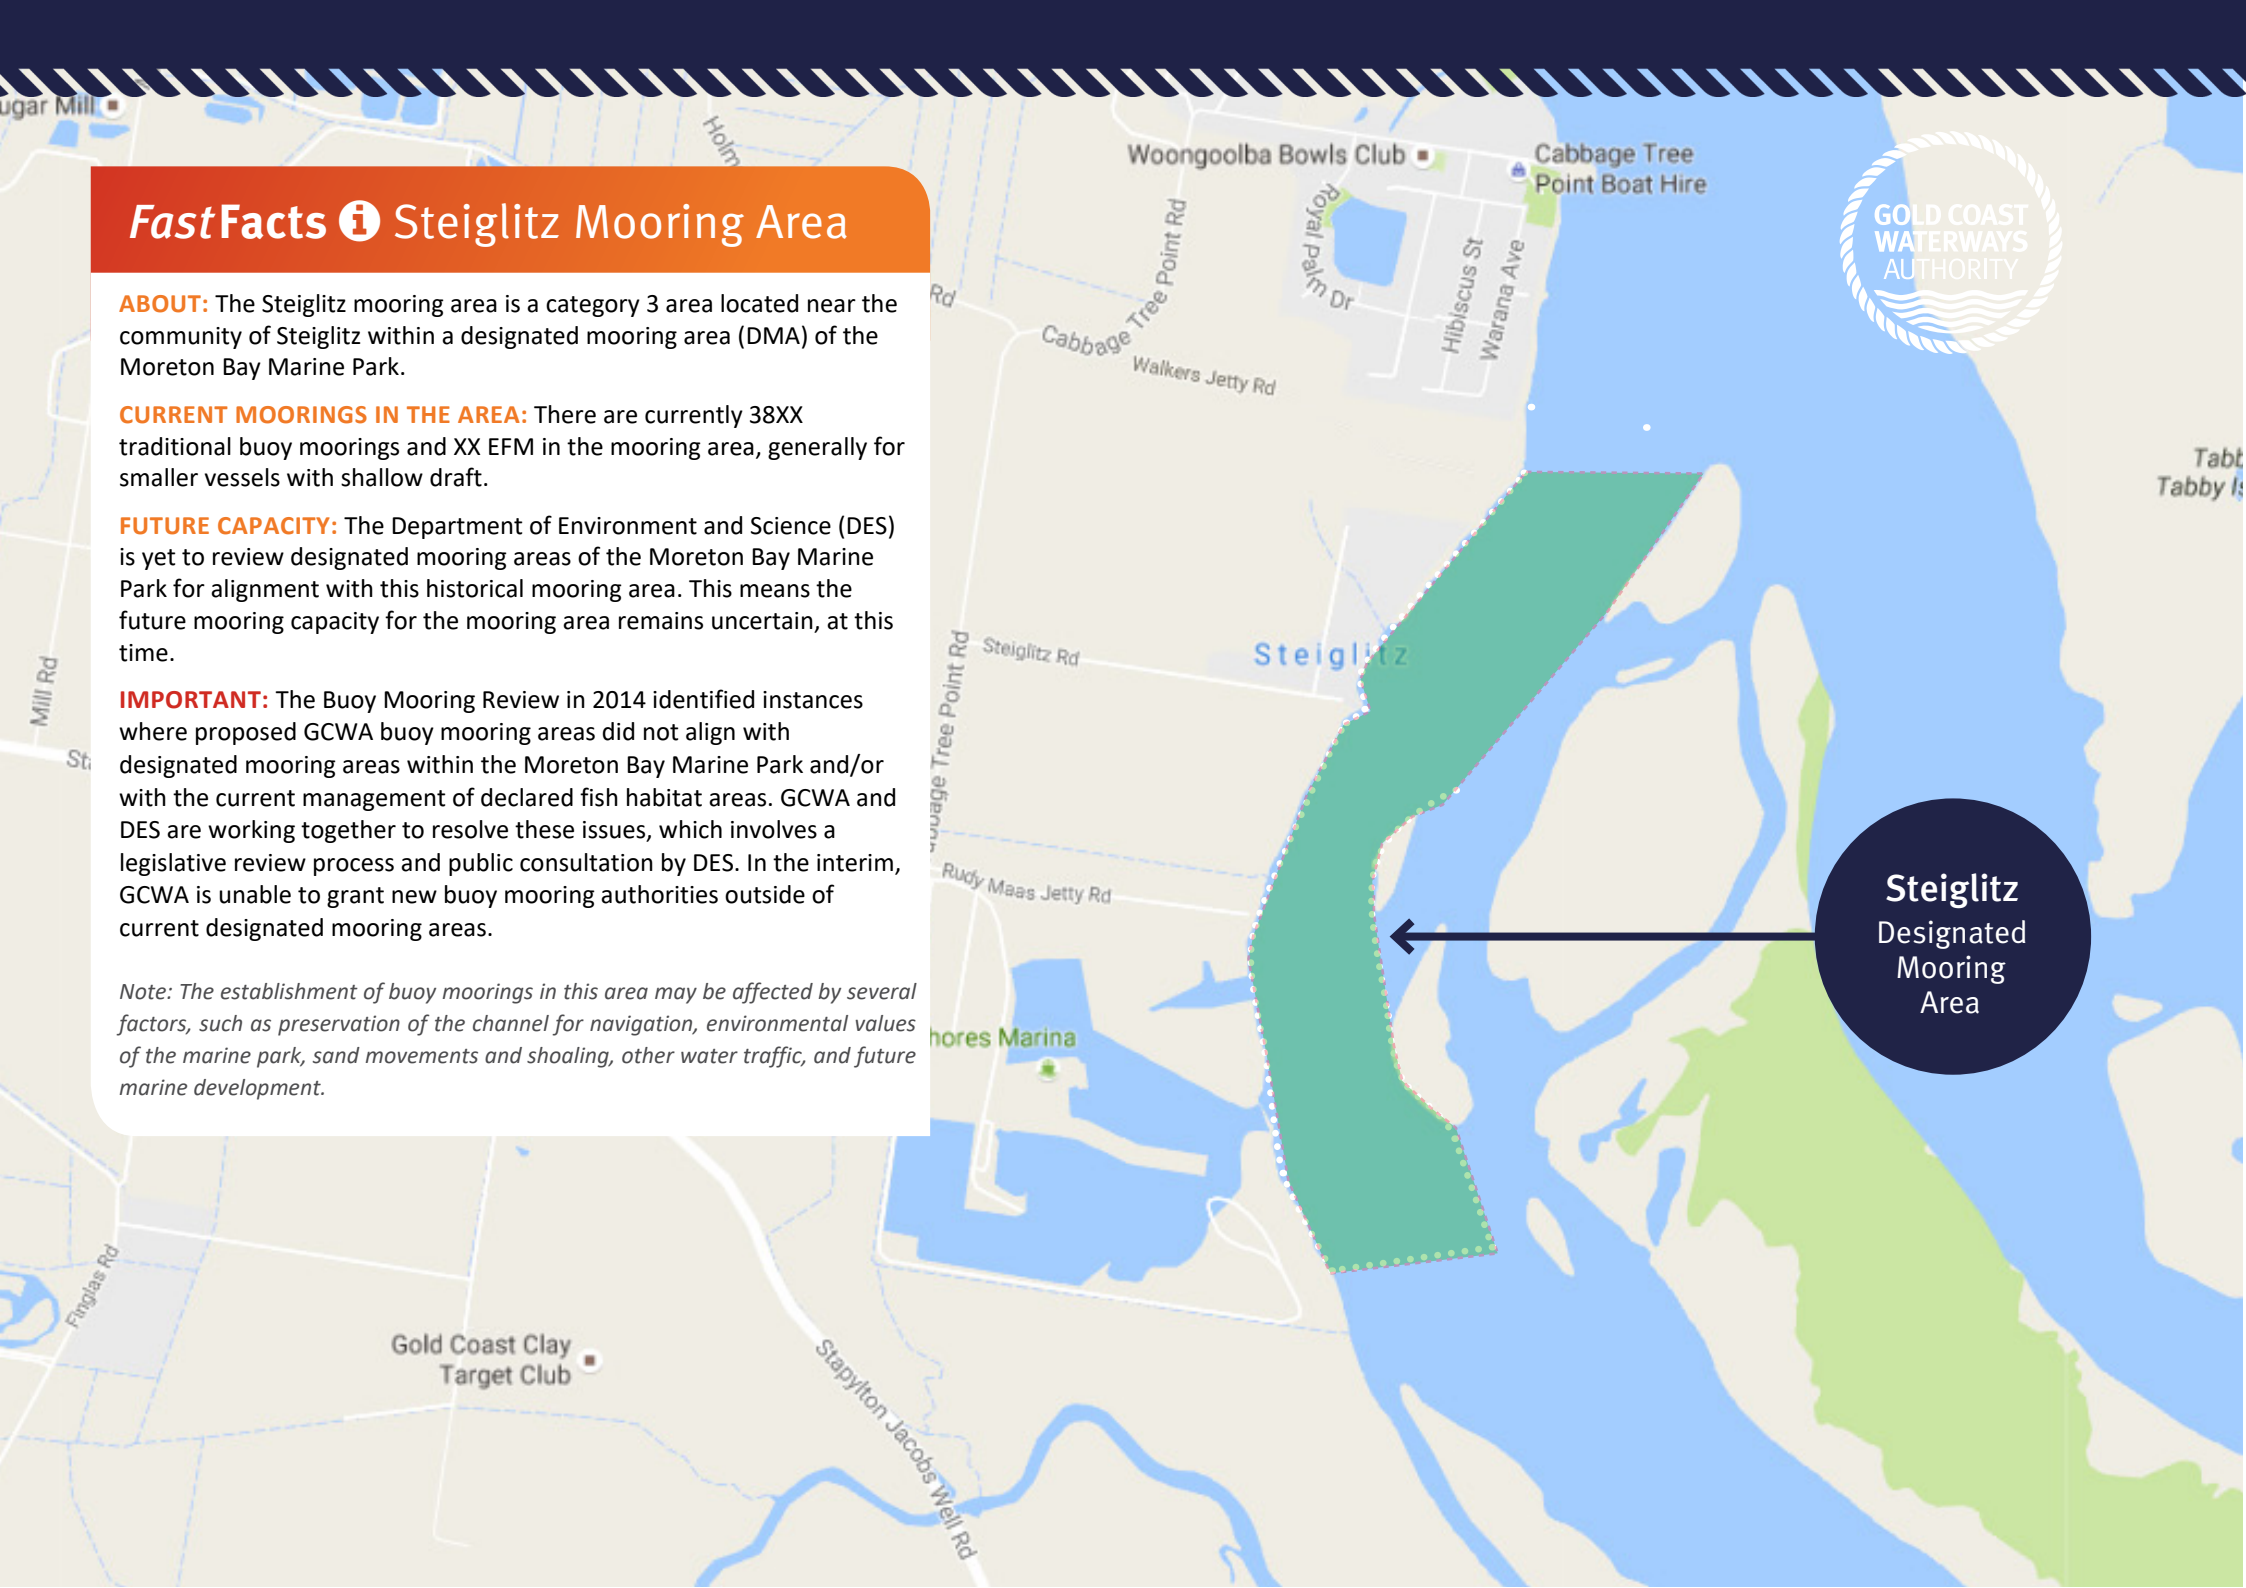 ugar Mill
Holm
Woongoolba Bowls Club
Cabbage Tree
Point Boat Hire
Royal Palm Dr
Hibiscus St
Warana Ave
Cabbage Tree Point Rd
Walkers Jetty Rd
Rd
GOLD COAST
WATERWAYS
AUTHORITY
FastFacts i Steiglitz Mooring Area
ABOUT: The Steiglitz mooring area is a category 3 area located near the
community of Steiglitz within a designated mooring area (DMA) of the
Moreton Bay Marine Park.
CURRENT MOORINGS IN THE AREA: There are currently 38XX
traditional buoy moorings and XX EFM in the mooring area, generally for
smaller vessels with shallow draft.
FUTURE CAPACITY: The Department of Environment and Science (DES)
is yet to review designated mooring areas of the Moreton Bay Marine
Park for alignment with this historical mooring area. This means the
future mooring capacity for the mooring area remains uncertain, at this
time.
IMPORTANT: The Buoy Mooring Review in 2014 identified instances
where proposed GCWA buoy mooring areas did not align with
designated mooring areas within the Moreton Bay Marine Park and/or
with the current management of declared fish habitat areas. GCWA and
DES are working together to resolve these issues, which involves a
legislative review process and public consultation by DES. In the interim,
GCWA is unable to grant new buoy mooring authorities outside of
current designated mooring areas.
Note: The establishment of buoy moorings in this area may be affected by several
factors, such as preservation of the channel for navigation, environmental values
of the marine park, sand movements and shoaling, other water traffic, and future
marine development.
Tabb
Tabby Is
Steiglitz Rd
Steiglitz
Mill Rd
St
bbage Tree Point Rd
Rudy Maas Jetty Rd
hores Marina
Steiglitz
Designated
Mooring
Area
Finglas Rd
Gold Coast Clay
Target Club
Stapylton Jacobs Well Rd